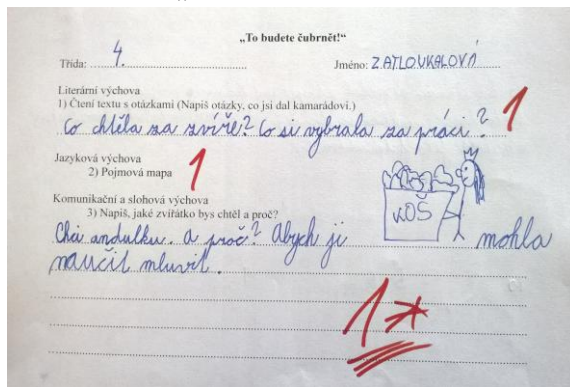 „To budete čubrnět!“
Třída: 4. Jméno: ZATLOUKALOVÁ
Literární výchova
1) Čtení textu s otázkami (Napiš otázky, co jsi dal kamarádovi.)
Co chtěla za zvíře? Co si vybrala za práci? 1
Jazyková výchova
2) Pojmová mapa 1
Komunikační a slohová výchova
3) Napiš, jaké zvířátko bys chtěl a proč?
KOŠ
Chci andulku. A proč? Abych ji mohla
naučit mluvit.
1*